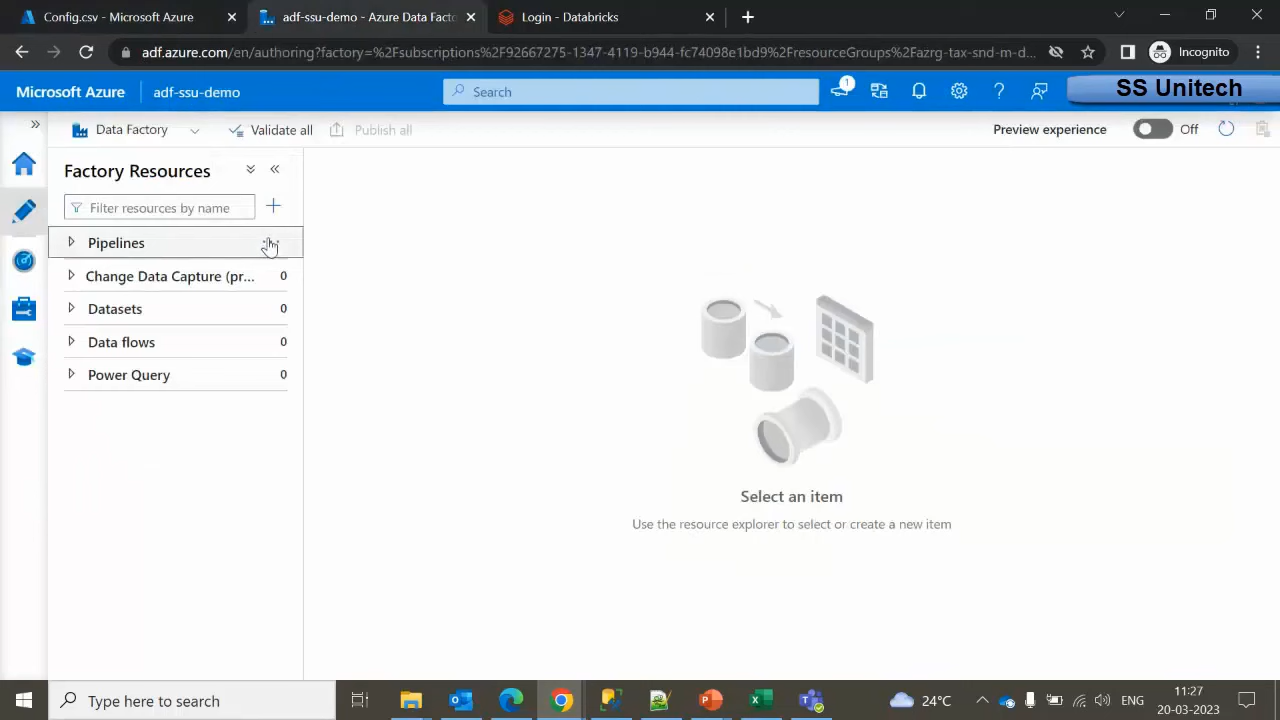 Config.csv - Microsoft Azure
adf-ssu-demo - Azure Data Facto
Login - Databricks
adf.azure.com/en/authoring?factory=%2Fsubscriptions%2F92667275-1347-4119-b944-fc74098e1bd9%2FresourceGroups%2Fazrg-tax-snd-m-d...
Incognito
Microsoft Azure
adf-ssu-demo
Search
1
SS Unitech
Data Factory
Validate all
Publish all
Preview experience
Off
Factory Resources
Filter resources by name
Pipelines
Change Data Capture (pr... 0
Datasets 0
Data flows 0
Power Query 0
Select an item
Use the resource explorer to select or create a new item
Type here to search
24°C
ENG
11:27
20-03-2023